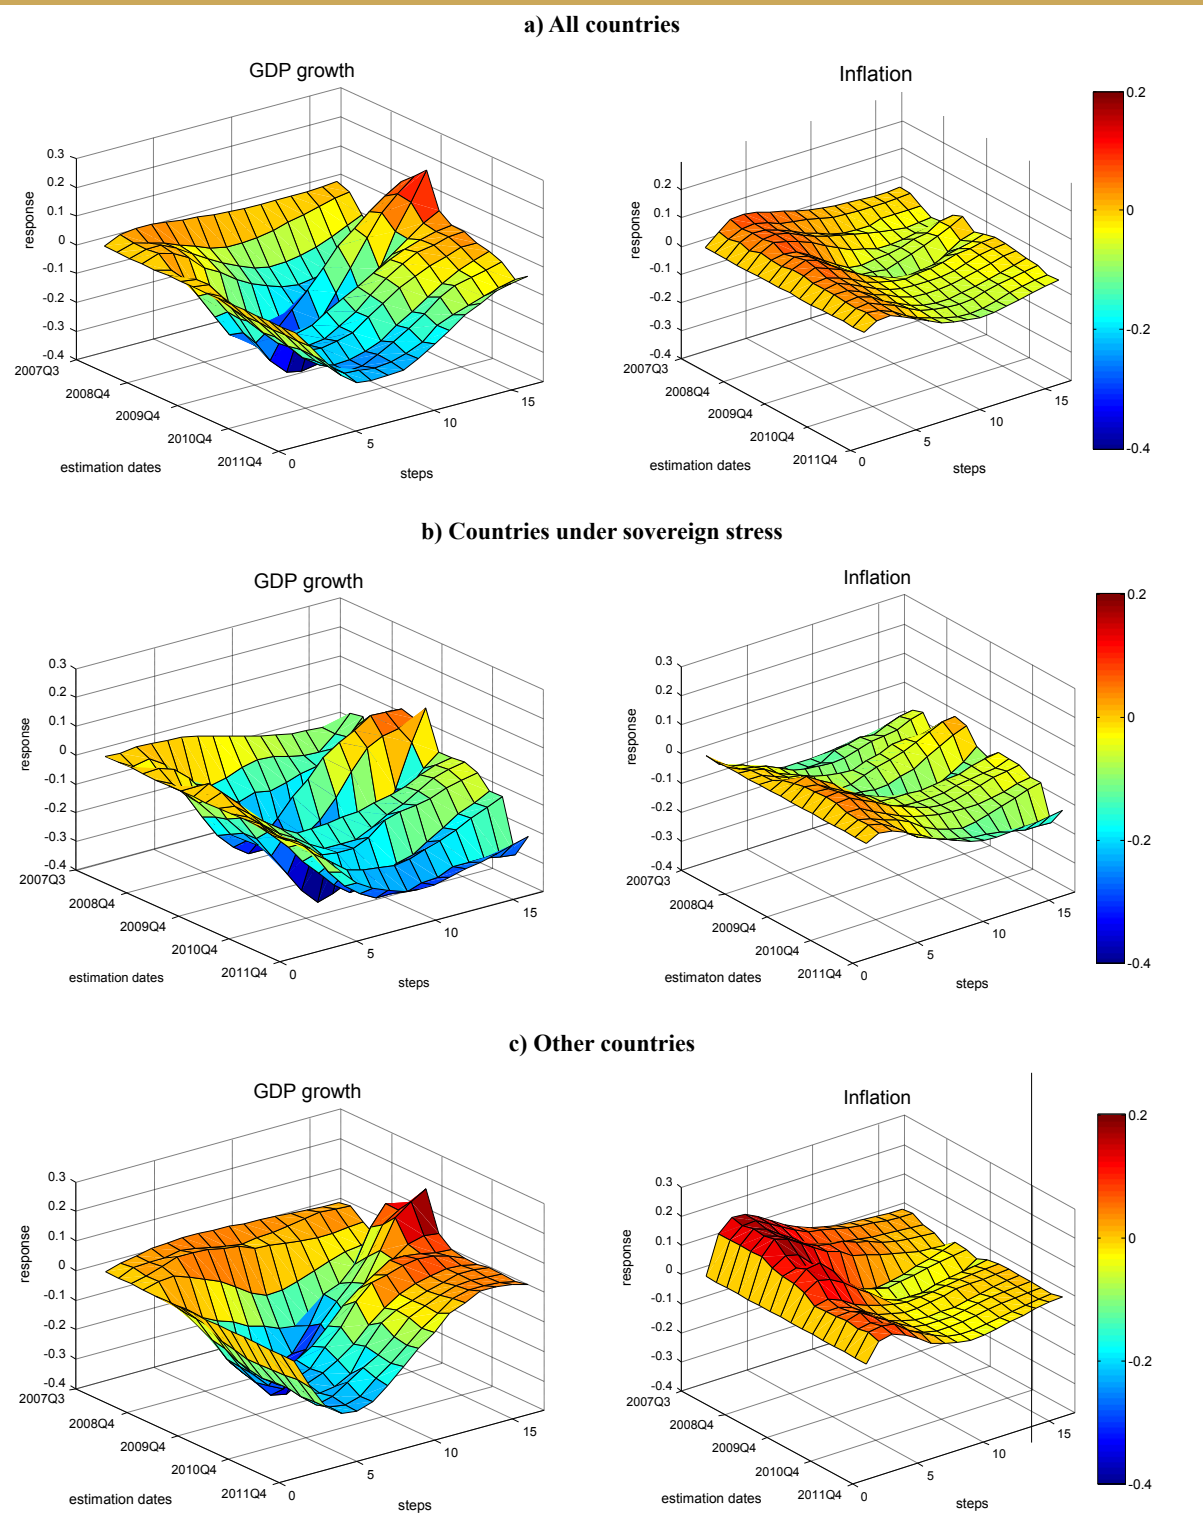 a) All countries
GDP growth
Inflation
response
0.3
0.2
0.1
0
-0.1
-0.2
-0.3
-0.4
2007Q3
2008Q4
2009Q4
2010Q4
2011Q4
estimation dates
0
5
10
15
steps
response
0.2
0.1
0
-0.1
-0.2
-0.3
-0.4
2007Q3
2008Q4
2009Q4
2010Q4
2011Q4
estimation dates
0
5
10
15
steps
0.2
0
-0.2
-0.4
b) Countries under sovereign stress
GDP growth
Inflation
response
0.3
0.2
0.1
0
-0.1
-0.2
-0.3
-0.4
2007Q3
2008Q4
2009Q4
2010Q4
2011Q4
estimation dates
0
5
10
15
steps
response
0.3
0.2
0.1
0
-0.1
-0.2
-0.3
-0.4
2007Q3
2008Q4
2009Q4
2010Q4
2011Q4
estimaton dates
0
5
10
15
steps
0.2
0
-0.2
-0.4
c) Other countries
GDP growth
Inflation
response
0.3
0.2
0.1
0
-0.1
-0.2
-0.3
-0.4
2007Q3
2008Q4
2009Q4
2010Q4
2011Q4
estimation dates
0
5
10
15
steps
response
0.3
0.2
0.1
0
-0.1
-0.2
-0.3
-0.4
2007Q3
2008Q4
2009Q4
2010Q4
2011Q4
estimation dates
0
5
10
15
steps
0.2
0
-0.2
-0.4